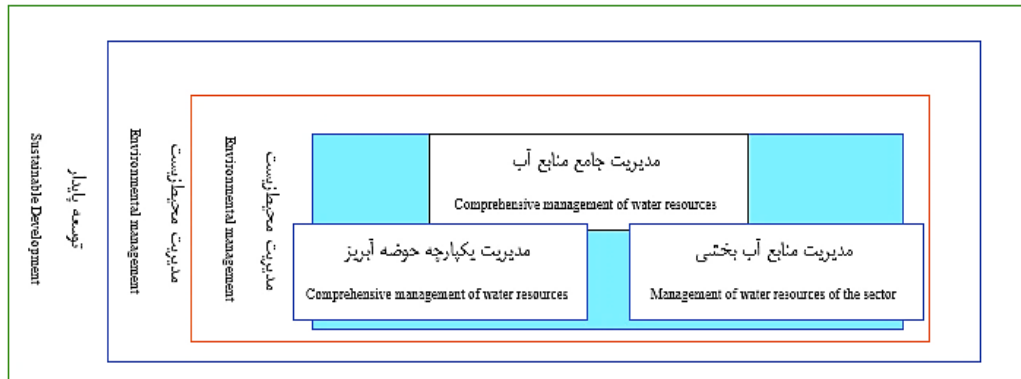 توسعه پایدار
Sustainable Development
مدیریت محیط‌زیست
Environmental management
مدیریت محیط‌زیست
Environmental management
مدیریت جامع منابع آب
Comprehensive management of water resources
مدیریت یکپارچه حوضه آبریز
Comprehensive management of water resources
مدیریت منابع آب بخشی
Management of water resources of the sector